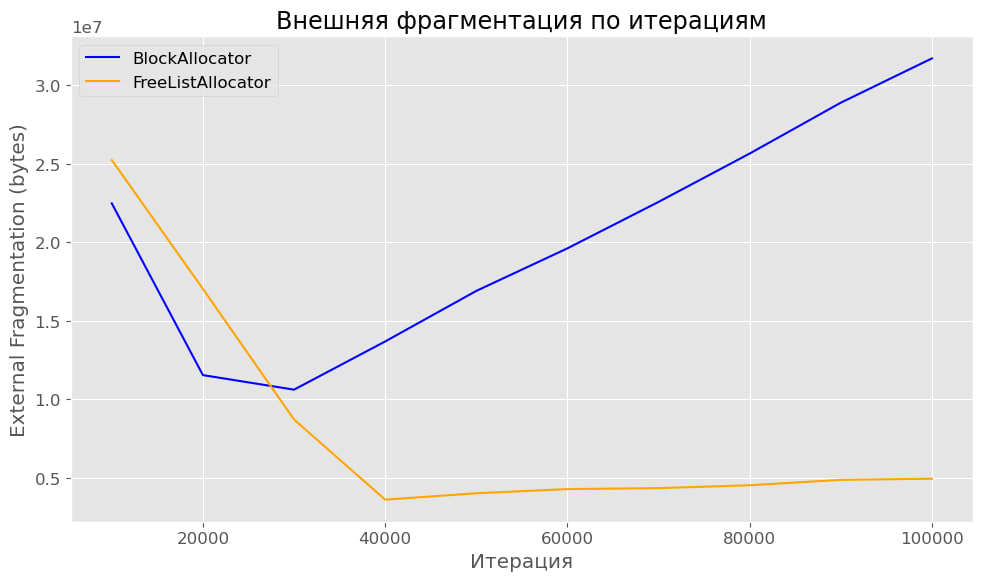 Внешняя фрагментация по итерациям
1e7
BlockAllocator
FreeListAllocator
External Fragmentation (bytes)
3.0
2.5
2.0
1.5
1.0
0.5
20000 40000 60000 80000 100000
Итерация